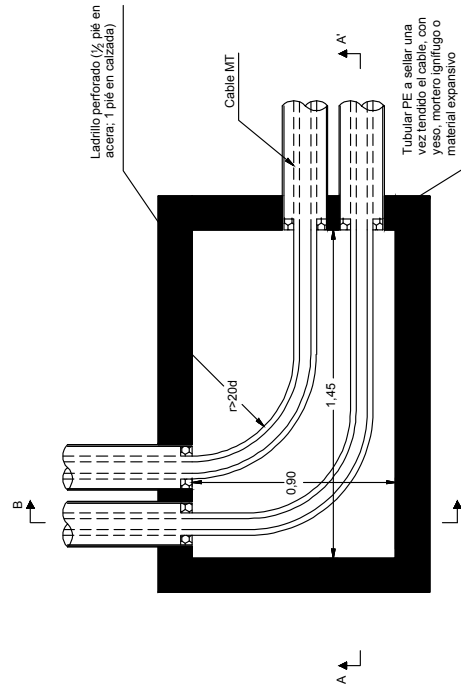 Ladrillo perforado (½ pié en
acera; 1 pié en calzada)
Cable MT
A'
Tubular PE a sellar una
vez tendido el cable, con
yeso, mortero ignífugo o
material expansivo
r>20d
1,45
0,90
B
A